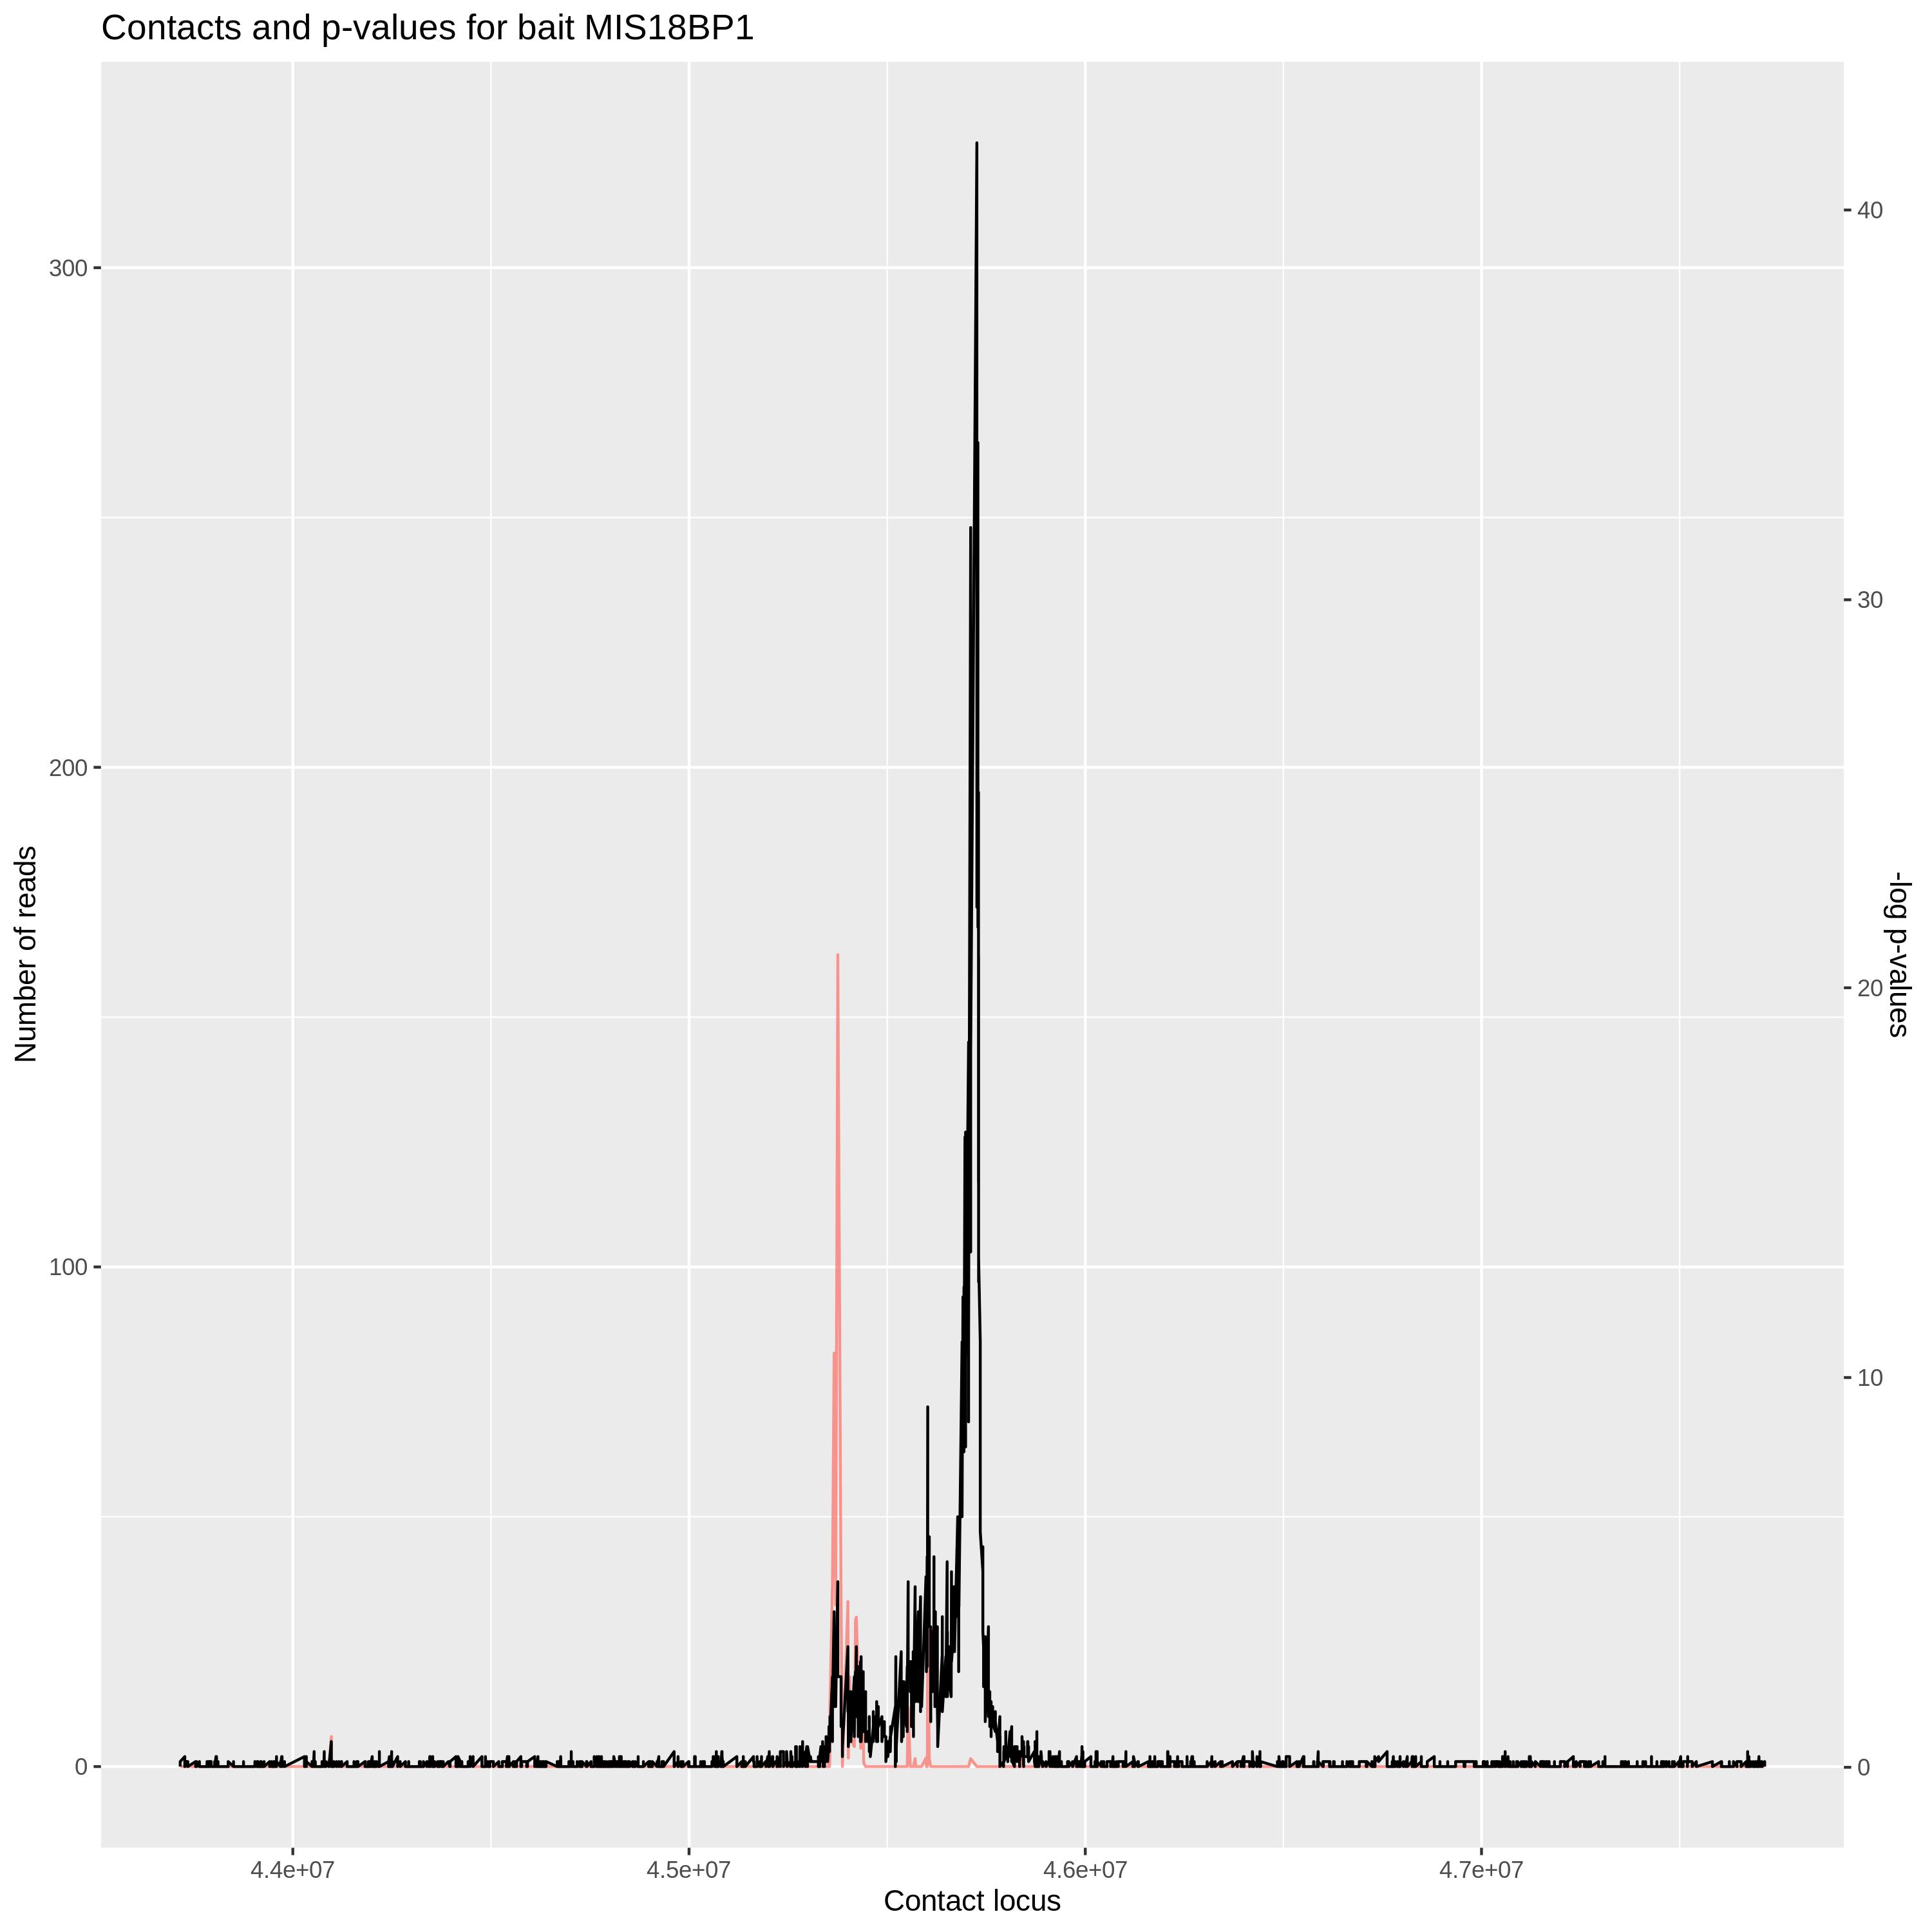 Contacts and p-values for bait MIS18BP1
300
200
100
0
Number of reads
40
30
20
10
0
-log p-values
4.4e+07
4.5e+07
4.6e+07
4.7e+07
Contact locus